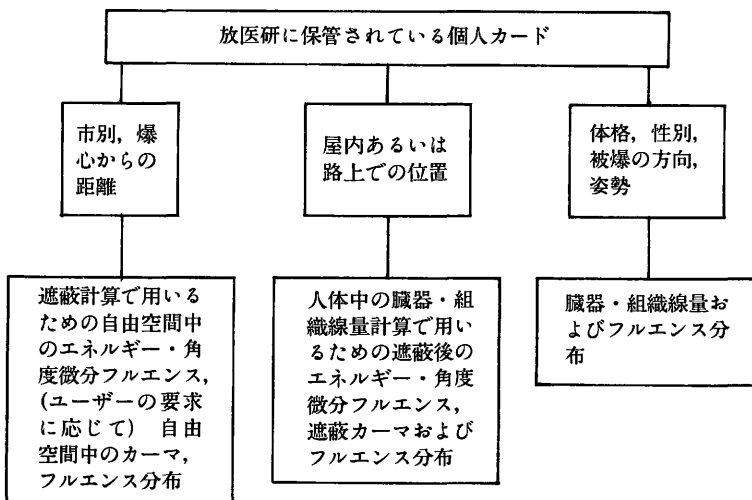 放医研に保管されている個人カード
市別，爆
心からの
距離
屋内あるいは
路上での位置
体格，性別，
被爆の方向，
姿勢
遮蔽計算で用いる
ための自由空間中
のエネルギー・角
度微分フルエンス，
(ユーザーの要求
に応じて)　自由
空間中のカーマ，
フルエンス分布
人体中の臓器・組
織線量計算で用い
るための遮蔽後の
エネルギー・角度
微分フルエンス，
遮蔽カーマおよび
フルエンス分布
臓器・組織線量お
よびフルエンス分
布